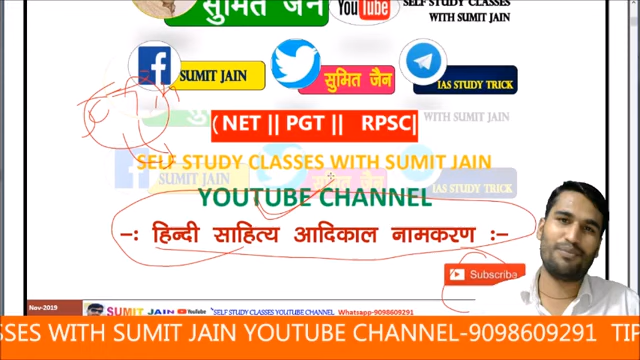 सुमित जैन YouTube SELF STUDY CLASSES
WITH SUMIT JAIN
SUMIT JAIN सुमित जैन IAS STUDY TRICK
WITH SUMIT JAIN
( NET || PGT || RPSC|
SELF STUDY CLASSES WITH SUMIT JAIN
SUMIT JAIN सुमित जैन IAS STUDY TRICK
YOUTUBE CHANNEL
-: हिन्दी साहित्य आदिकाल नामकरण :-
Subscribe
Nov-2019 SUMIT JAIN YouTube "SELF STUDY CLASSES YOUTUBE CHANNEL Whatsapp-9098609291
SSES WITH SUMIT JAIN YOUTUBE CHANNEL-9098609291 TIP